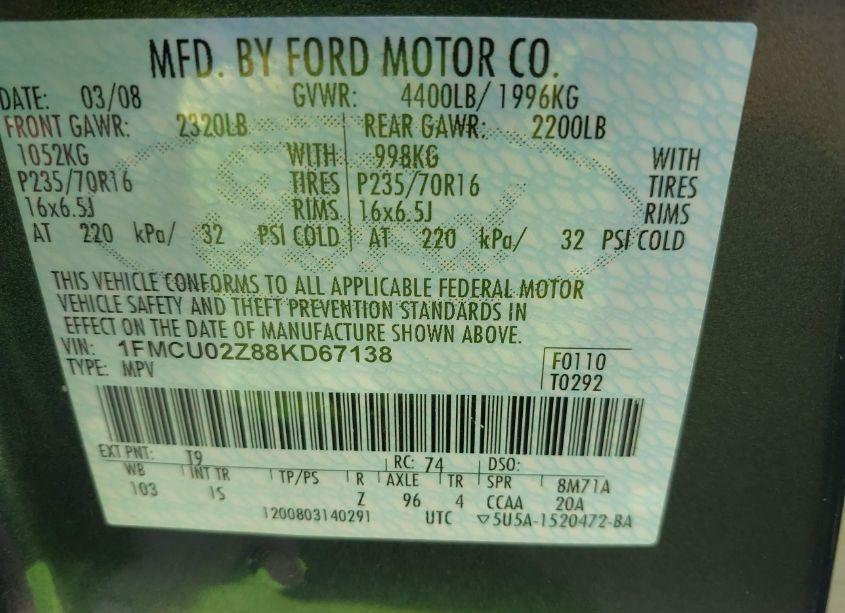 MFD. BY FORD MOTOR CO.
DATE: 03/08 GVWR: 4400LB/ 1996KG
FRONT GAWR: 2320LB REAR GAWR: 2200LB
1052KG WITH 998KG WITH
P235/70R16 TIRES P235/70R16 TIRES
16x6.5J RIMS 16x6.5J RIMS
AT 220 kPa/ 32 PSI COLD AT 220 kPa/ 32 PSI COLD
THIS VEHICLE CONFORMS TO ALL APPLICABLE FEDERAL MOTOR
VEHICLE SAFETY AND THEFT PREVENTION STANDARDS IN
EFFECT ON THE DATE OF MANUFACTURE SHOWN ABOVE.
VIN: 1FMCU02Z88KD67138 F0110
TYPE: MPV T0292
EXT PNT: T9 RC: 74 DSO:
WB INT TR TP/PS R AXLE TR SPR 8M71A
103 IS Z 96 4 CCAA 20A
1200803140291 UTC ▽5U5A-1520472-BA